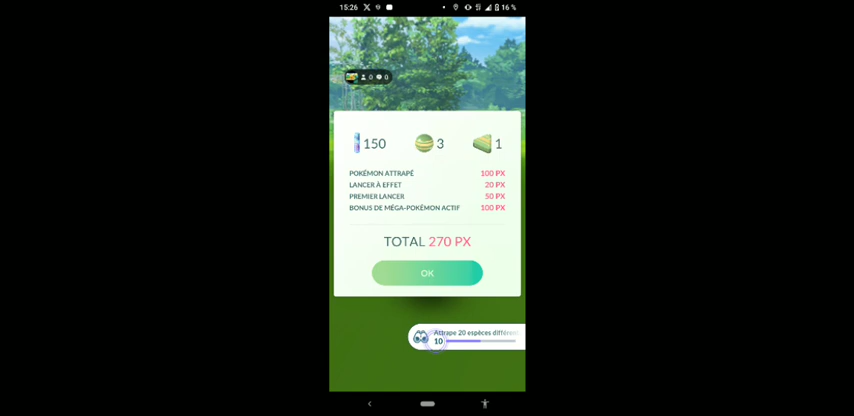 15:26 16 %
0 0
150 3 1
POKÉMON ATTRAPÉ 100 PX
LANCER À EFFET 20 PX
PREMIER LANCER 50 PX
BONUS DE MÉGA-POKÉMON ACTIF 100 PX
TOTAL 270 PX
OK
Attrape 20 espèces différen
10